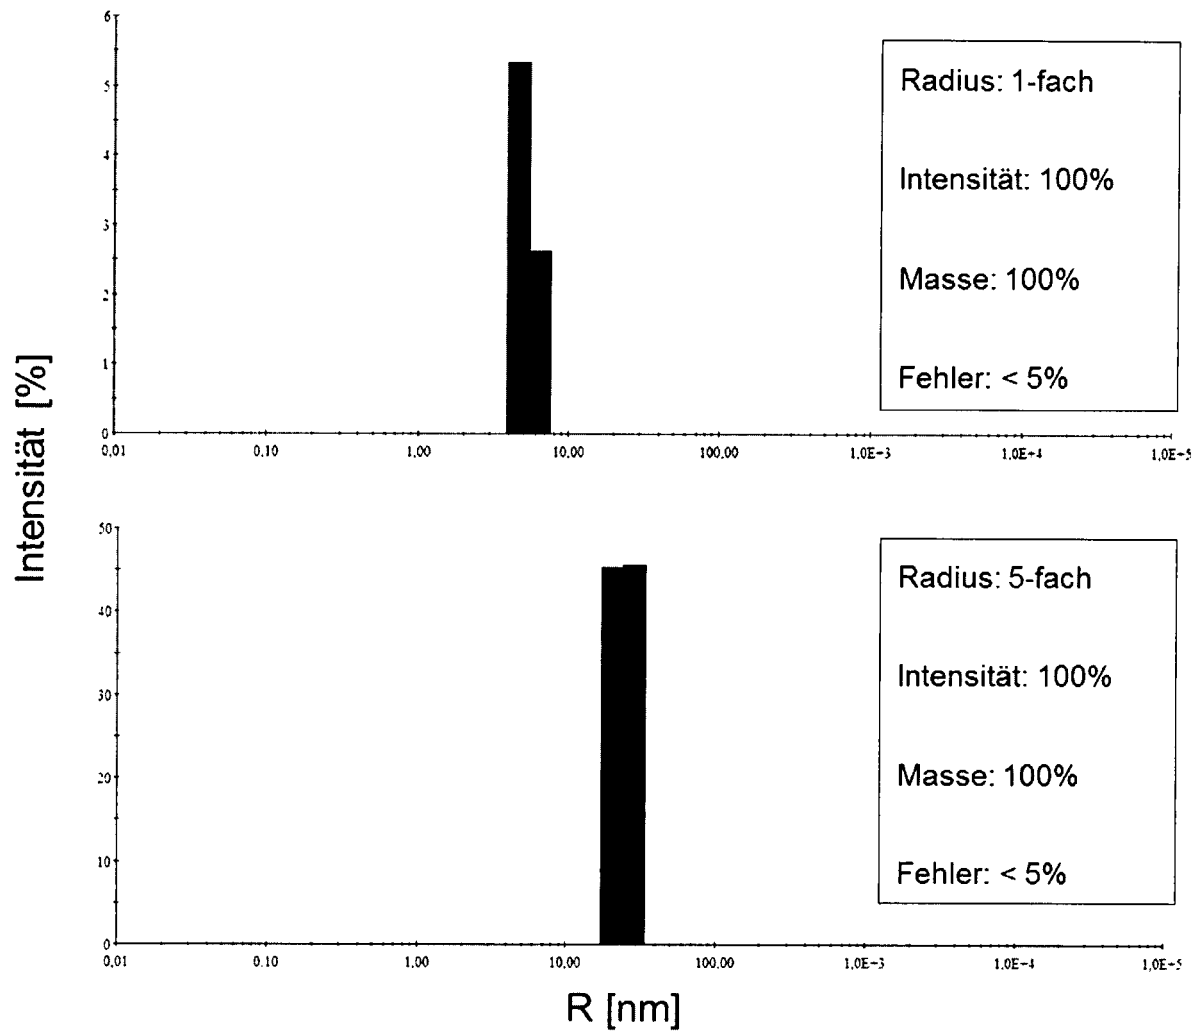 Intensität [%]
6
5
4
3
2
1
0
0,01 0,10 1,00 10,00 100,00 1,0E+3 1,0E+4 1,0E+5
Radius: 1-fach
Intensität: 100%
Masse: 100%
Fehler: < 5%
50
40
30
20
10
0
0,01 0,10 1,00 10,00 100,00 1,0E+3 1,0E+4 1,0E+5
Radius: 5-fach
Intensität: 100%
Masse: 100%
Fehler: < 5%
R [nm]